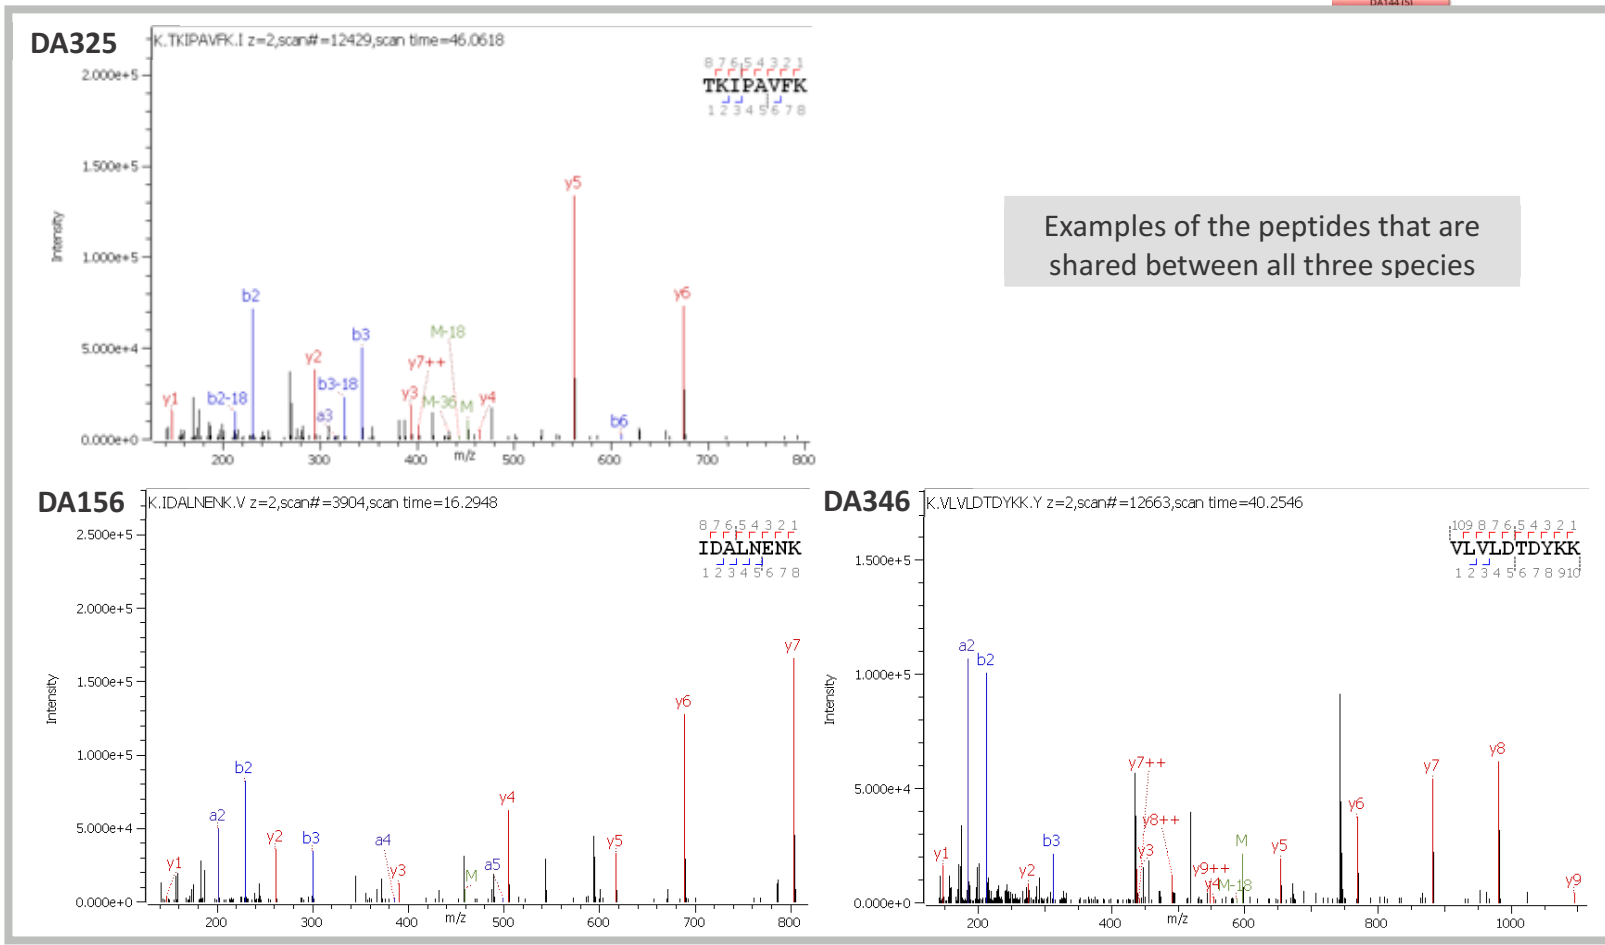 DA144 (5)
DA325
K.TKIPAVFK.I z=2,scan#=12429,scan time=46.0618
8 7 6 5 4 3 2 1
TKIPAVFK
1 2 3 4 5 6 7 8
Intensity
2.000e+5
1.500e+5
1.000e+5
5.000e+4
0.000e+0
y1
b2-18
b2
y2
a3
b3-18
b3
y3
y7++
M-36
M-18
M
y4
y5
b6
y6
200 300 400 m/z 500 600 700 800
Examples of the peptides that are
shared between all three species
DA156
K.IDALNENK.V z=2,scan#=3904,scan time=16.2948
8 7 6 5 4 3 2 1
IDALNENK
1 2 3 4 5 6 7 8
Intensity
2.500e+5
2.000e+5
1.500e+5
1.000e+5
5.000e+4
0.000e+0
y1
a2
b2
y2
b3
a4
y3
M
a5
y4
y5
y6
y7
200 300 400 m/z 500 600 700 800
DA346
K.VLVLDTDYKK.Y z=2,scan#=12663,scan time=40.2546
109 8 7 6 5 4 3 2 1
VLVLDTDYKK
1 2 3 4 5 6 7 8 910
Intensity
1.500e+5
1.000e+5
5.000e+4
0.000e+0
y1
a2
b2
y2
b3
y7++
y3
y8++
y9++
y4
M-18
M
y5
y6
y7
y8
y9
200 400 m/z 600 800 1000